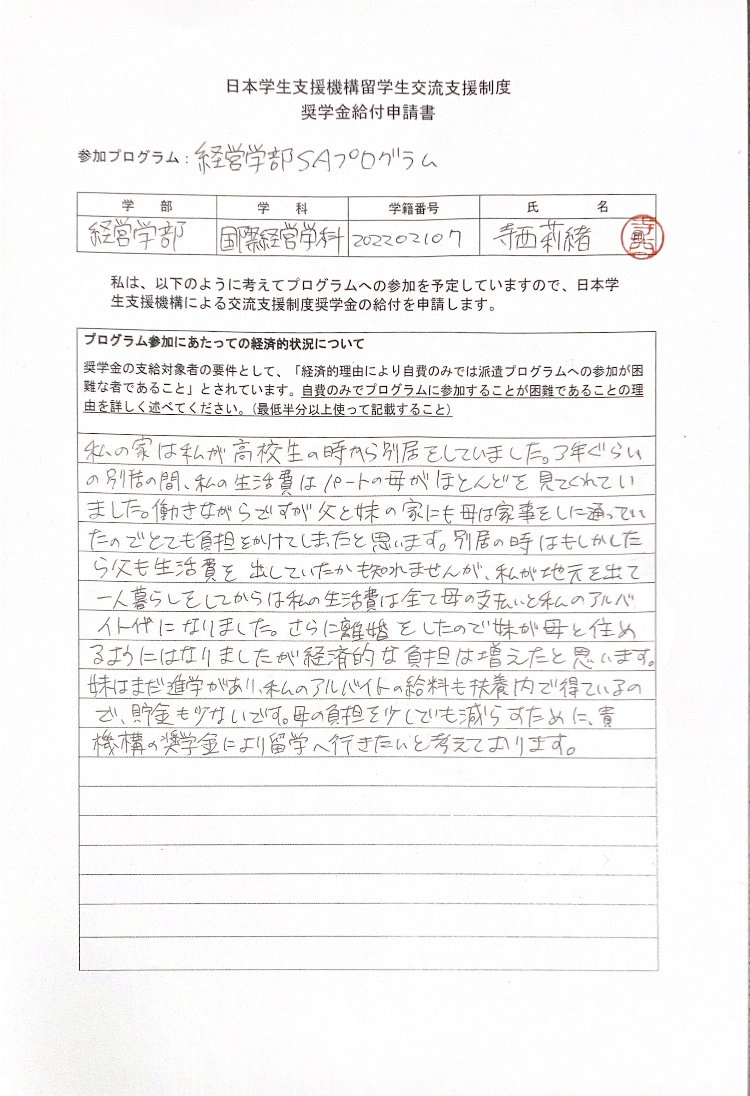 日本学生支援機構留学生交流支援制度
奨学金給付申請書
参加プログラム：経営学部SAプログラム
学部 学科 学籍番号 氏名
経営学部 国際経営学科 202202107 寺西莉緒
私は、以下のように考えてプログラムへの参加を予定していますので、日本学
生支援機構による交流支援制度奨学金の給付を申請します。
プログラム参加にあたっての経済的状況について
奨学金の支給対象者の要件として、「経済的理由により自費のみでは派遣プログラムへの参加が困
難な者であること」とされています。自費のみでプログラムに参加することが困難であることの理
由を詳しく述べてください。（最低半分以上使って記載すること）
私の家は私が高校生の時から別居をしていました。3年ぐらい
の別居の間、私の生活費はパートの母がほとんどを見てくれてい
ました。働きながらですが父と妹の家にも母は家事をしに通ってい
たのでとても負担をかけてしまったと思います。別居の時はもしかした
ら父も生活費を出していたかも知れませんが、私が地元を出て
一人暮らしをしてからは私の生活費は全て母の支払いと私のアルバ
イト代になりました。さらに離婚をしたので妹が母と住め
るようにはなりましたが経済的な負担は増えたと思います。
妹はまだ進学があり、私のアルバイトの給料も扶養内で得ているの
で、貯金も少ないです。母の負担を少しでも減らすために、貴
機構の奨学金により留学へ行きたいと考えております。